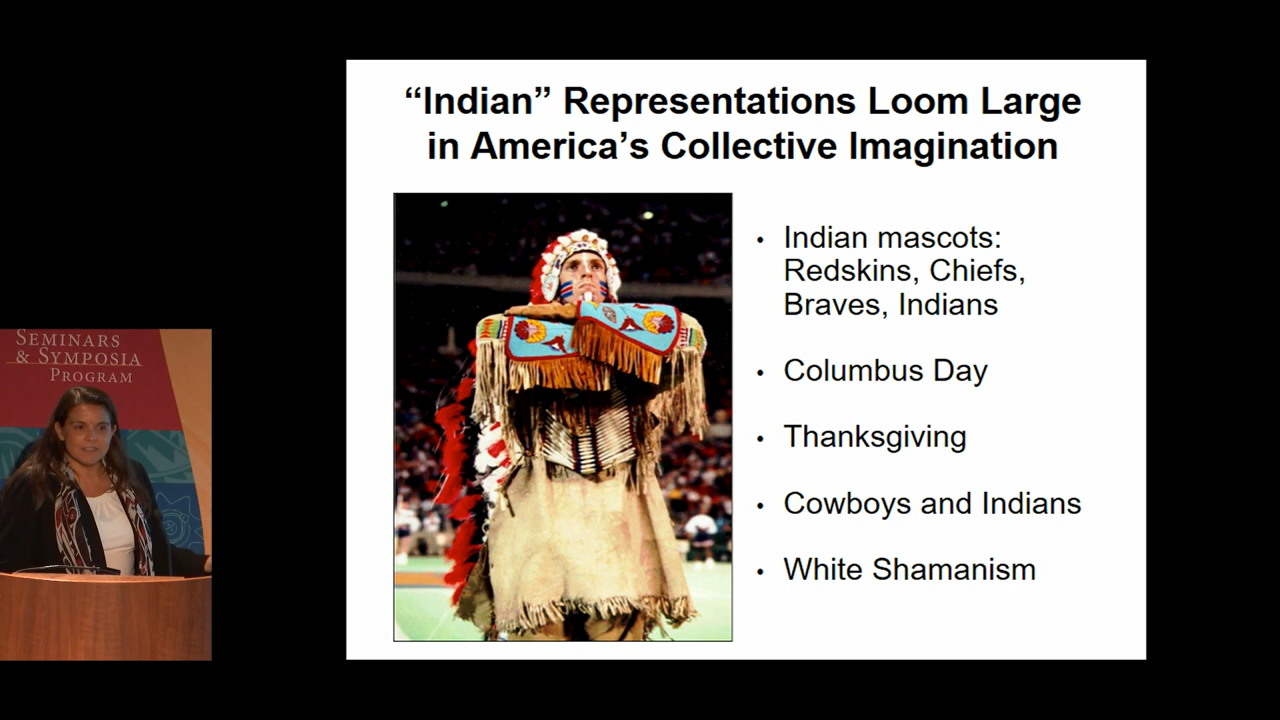 “Indian” Representations Loom Large
in America’s Collective Imagination
• Indian mascots:
Redskins, Chiefs,
Braves, Indians
• Columbus Day
• Thanksgiving
• Cowboys and Indians
• White Shamanism
SEMINARS
& SYMPOSIA
PROGRAM